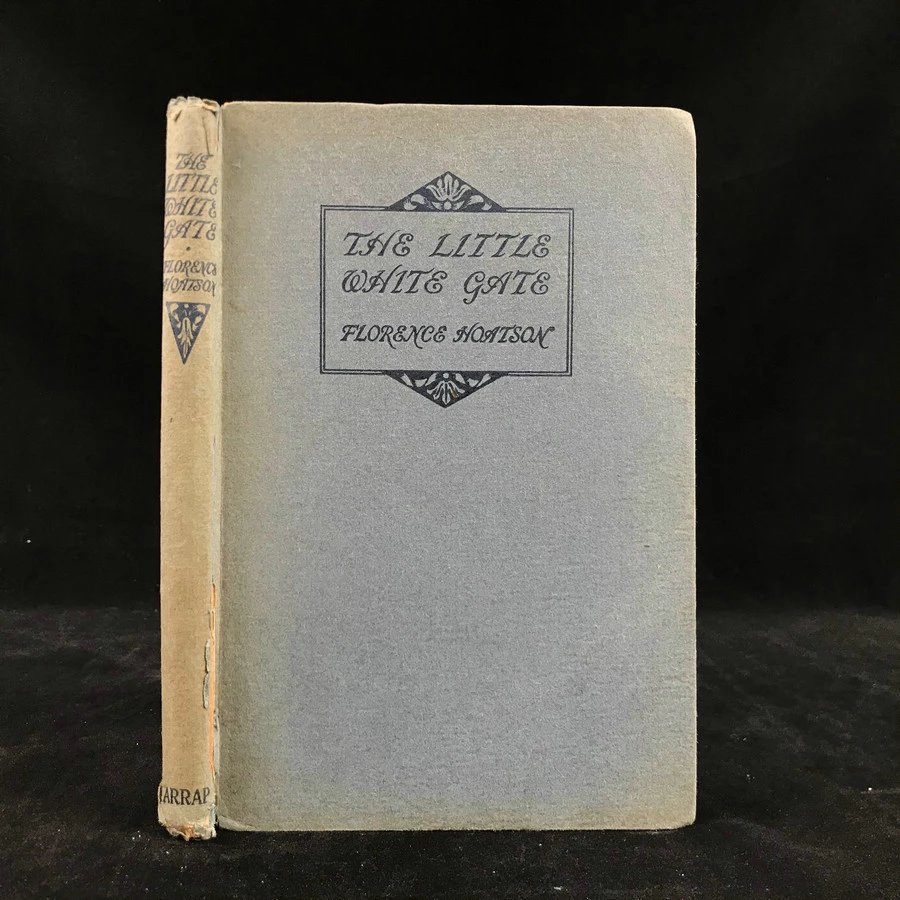 THE
LITTLE
WHITE
GATE
FLORENCE
HOATSON
HARRAP
THE LITTLE
WHITE GATE
FLORENCE HOATSON